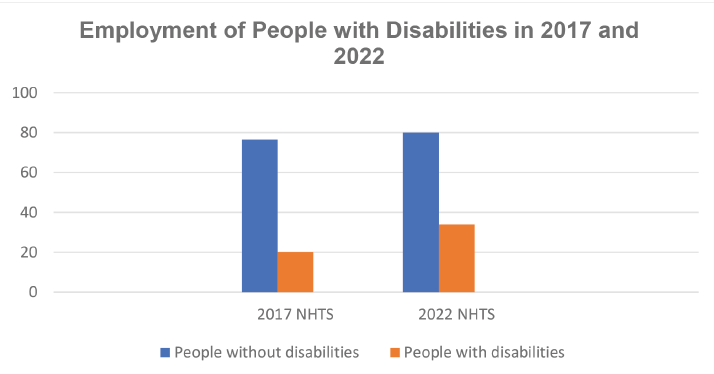 Employment of People with Disabilities in 2017 and
2022
100
80
60
40
20
0
2017 NHTS
2022 NHTS
People without disabilities
People with disabilities